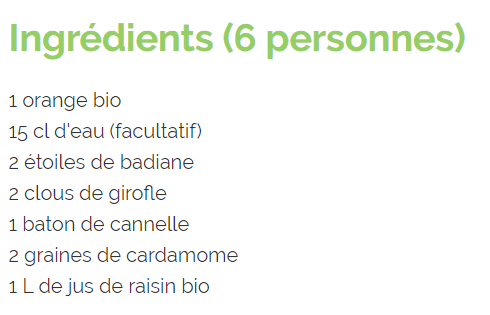 Ingrédients (6 personnes)
1 orange bio
15 cl d'eau (facultatif)
2 étoiles de badiane
2 clous de girofle
1 baton de cannelle
2 graines de cardamome
1 L de jus de raisin bio